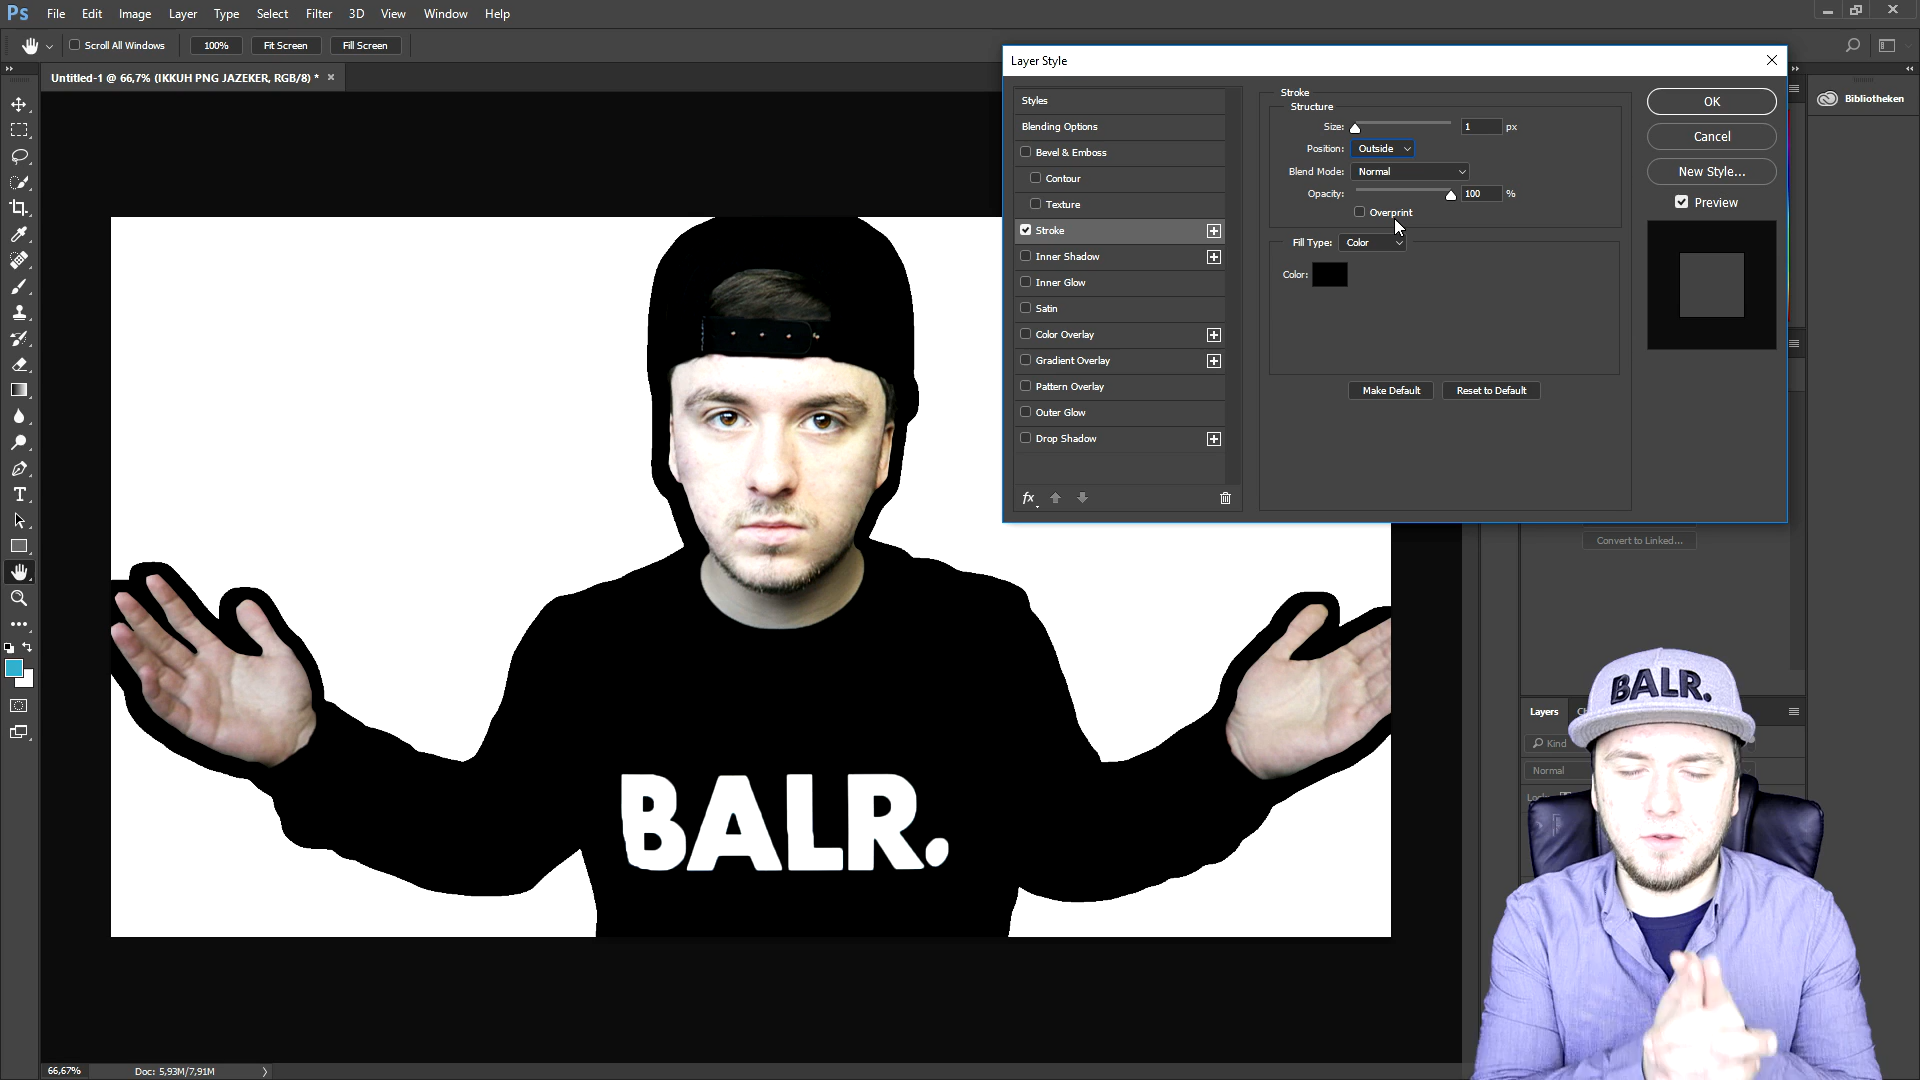 Ps File Edit Image Layer Type Select Filter 3D View Window Help
Scroll All Windows 100% Fit Screen Fill Screen
Untitled-1 @ 66,7% (IKKUH PNG JAZEKER, RGB/8) * ×
Layer Style
Styles
Blending Options
Bevel & Emboss
Contour
Texture
Stroke
Inner Shadow
Inner Glow
Satin
Color Overlay
Gradient Overlay
Pattern Overlay
Outer Glow
Drop Shadow
fx
Stroke
Structure
Size: 1 px
Position: Outside
Blend Mode: Normal
Opacity: 100 %
Overprint
Fill Type: Color
Color:
Make Default Reset to Default
OK
Cancel
New Style...
Preview
Bibliotheken
Convert to Linked...
Layers
Kind
Normal
BALR.
BALR.
66,67% Doc: 5,93M/7,91M